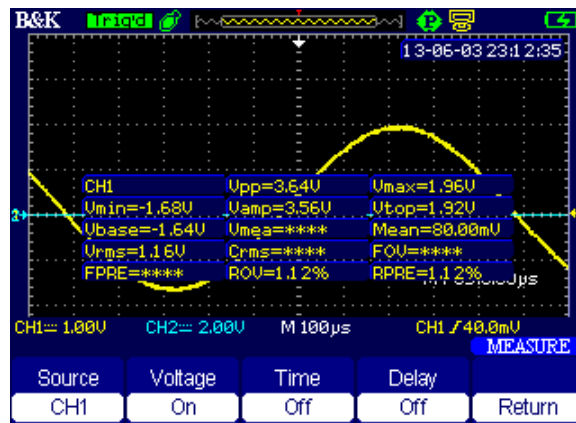 B&K Trig'd P
13-06-03 23:12:35
CH1 Vpp=3.64V Vmax=1.96V
Vmin=-1.68V Vamp=3.56V Vtop=1.92V
Vbase=-1.64V Vmea=**** Mean=80.00mV
Vrms=1.16V Crms=**** FOV=****
FPRE=**** ROV=1.12% RPRE=1.12%
CH1 1.00V CH2 2.00V M 100µs CH1 40.0mV
MEASURE
Source Voltage Time Delay
CH1 On Off Off Return